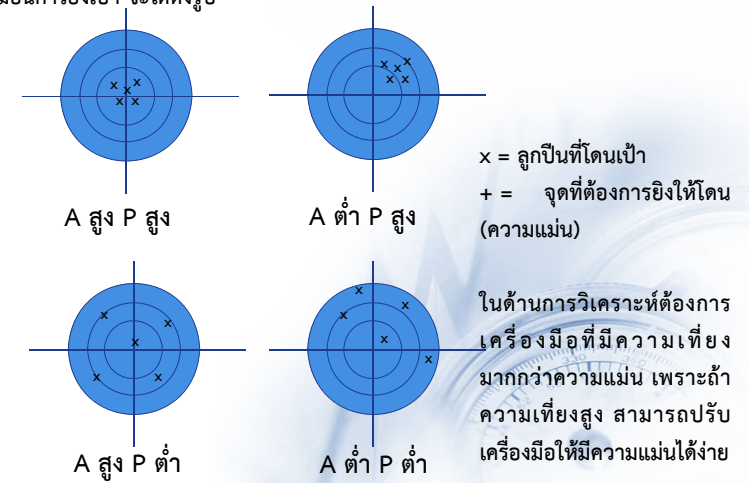 A สูง P สูง
A ต่ำ P สูง
x = ลูกปืนที่โดนเป้า
+ = จุดที่ต้องการยิงให้โดน
(ความแม่น)
ในด้านการวิเคราะห์ต้องการ
เครื่องมือที่มีความเที่ยง
มากกว่าความแม่น เพราะถ้า
ความเที่ยงสูง สามารถปรับ
เครื่องมือให้มีความแม่นได้ง่าย
A สูง P ต่ำ
A ต่ำ P ต่ำ